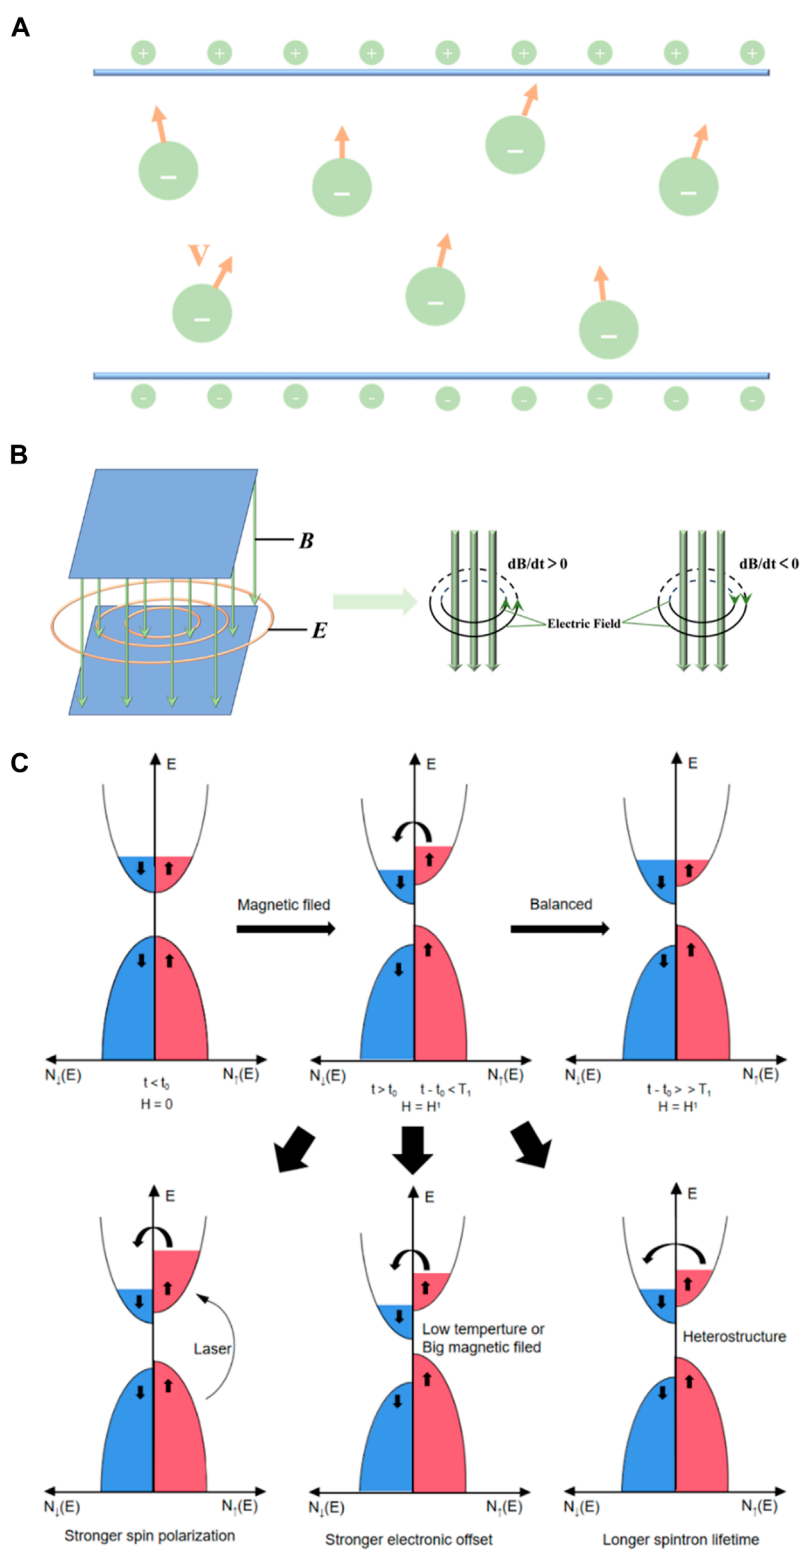 A
+ + + + + + + + +
− − − −
V
− − −
- - - - - - - - -
B
B
E
dB/dt > 0
dB/dt < 0
Electric Field
C
E
E
E
Magnetic filed
Balanced
N↓(E) N↑(E)
t < t₀
H = 0
N↓(E) N↑(E)
t > t₀ t - t₀ < T₁
H = H¹
N↓(E) N↑(E)
t - t₀ > > T₁
H = H¹
E
E
E
Laser
Low temperture or
Big magnetic filed
Heterostructure
N↓(E) N↑(E)
N↓(E) N↑(E)
N↓(E) N↑(E)
Stronger spin polarization
Stronger electronic offset
Longer spintron lifetime